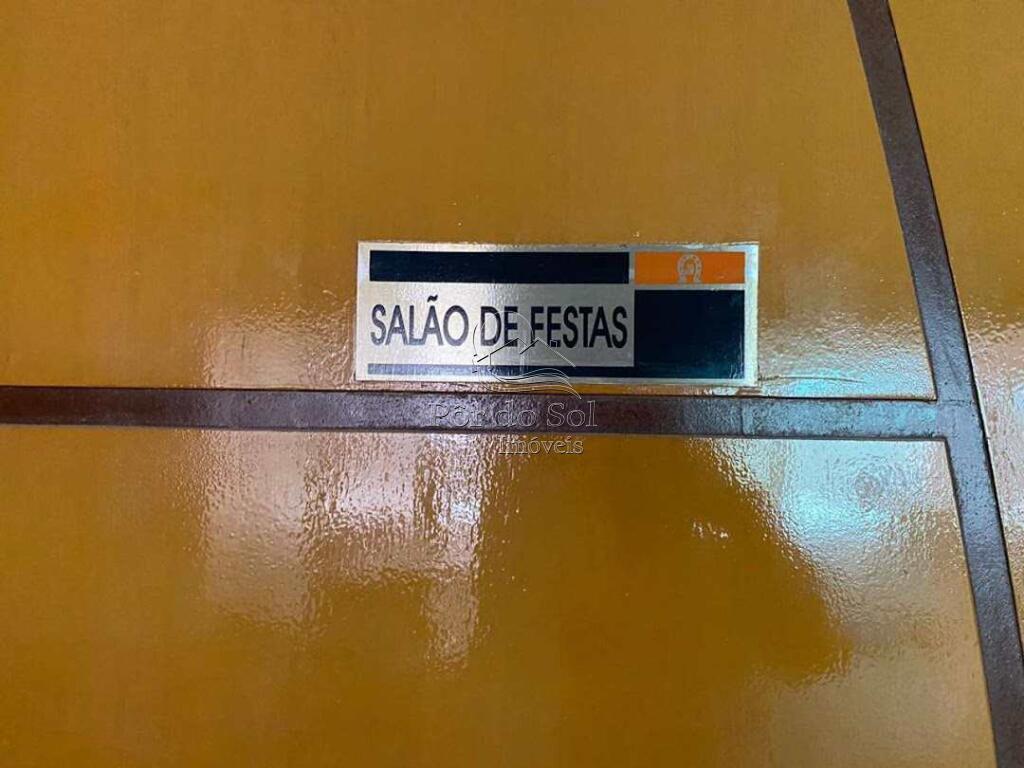 SALÃO DE FESTAS
Pôr do Sol
Imóveis